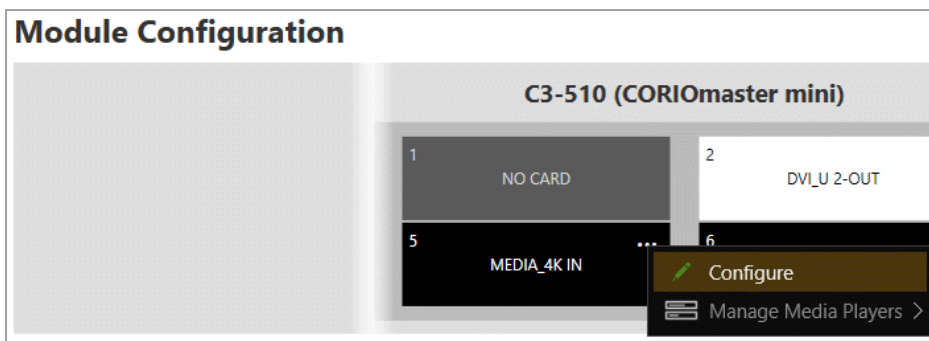 Module Configuration
C3-510 (CORIOmaster mini)
1
NO CARD
2
DVI_U 2-OUT
5
...
MEDIA_4K IN
6
Configure
Manage Media Players >